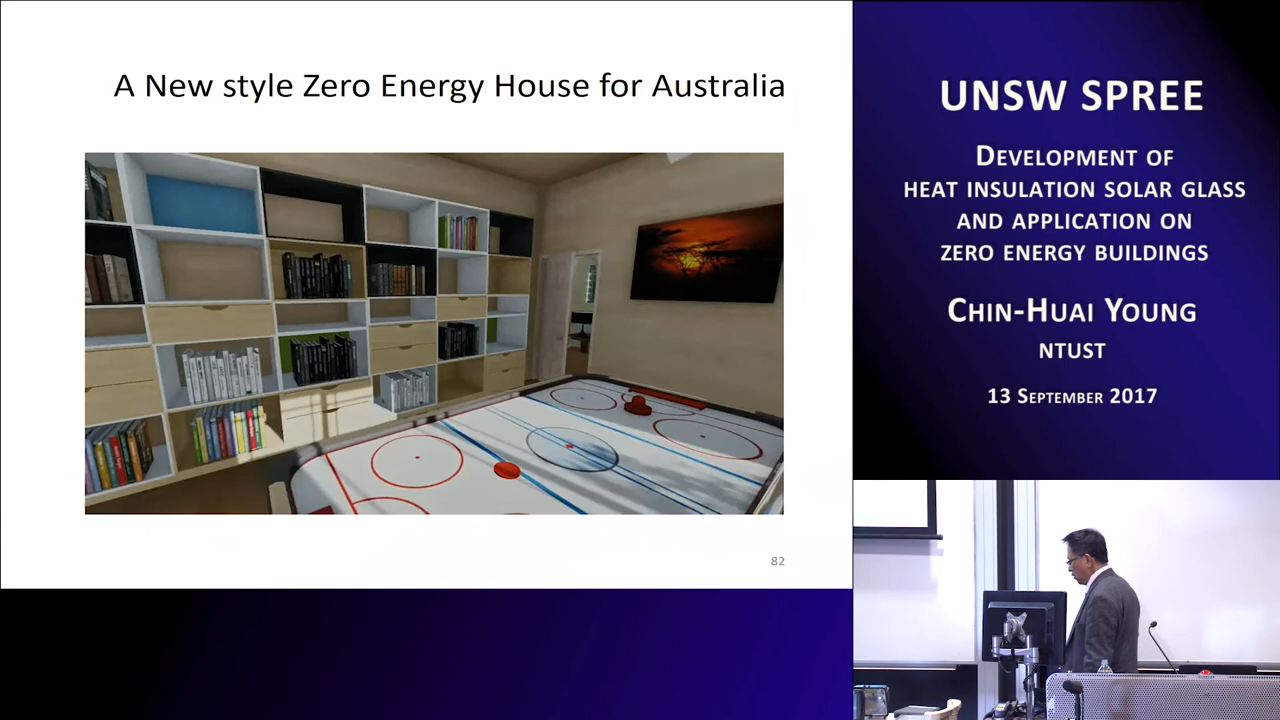 A New style Zero Energy House for Australia
82
UNSW SPREE
Development of
heat insulation solar glass
and application on
zero energy buildings
Chin-Huai Young
NTUST
13 September 2017